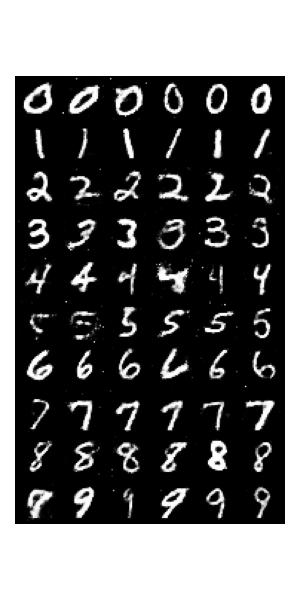 0 0 0 0 0 0
1 1 1 1 1 1
2 2 2 2 2 2
3 3 3 3 3
4 4 4 4 4
5 5 5 5
6 6 6 6 6 6
7 7 7 7 7 7
8 8 8 8 8 8
9 9 9 9 9